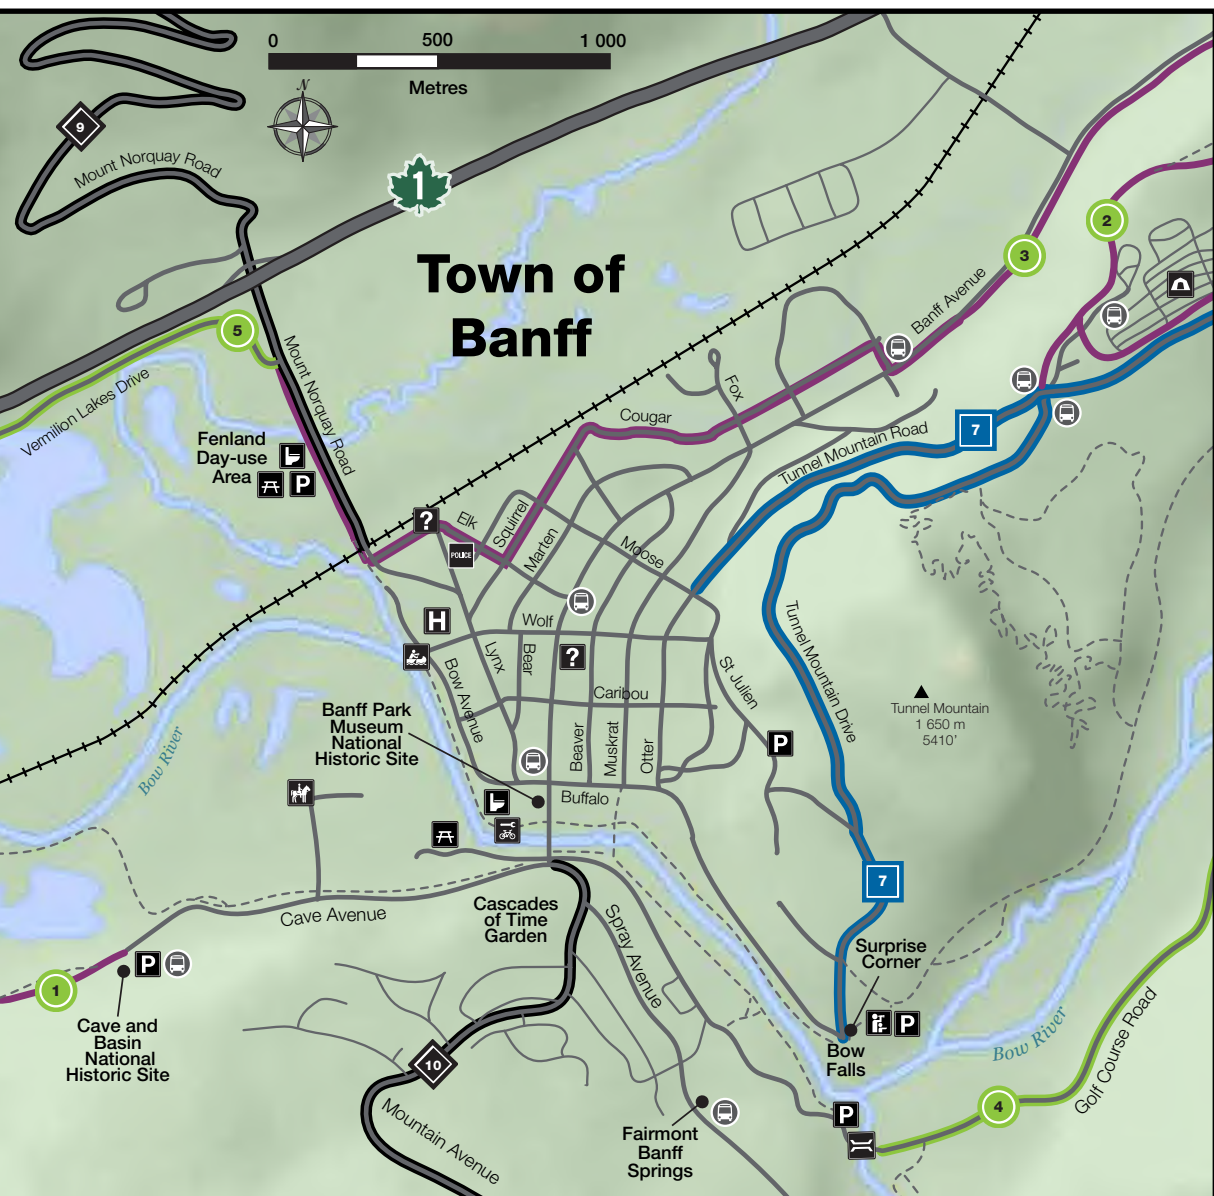 0 500 1 000
Metres
N
9
Mount Norquay Road
1
Town of
Banff
2
3
Banff Avenue
5
Mount Norquay Road
Vermilion Lakes Drive
Fenland
Day-use
Area
P
Fox
Cougar
7
Tunnel Mountain Road
?
Elk
Squirrel
POLICE
Marten
Moose
H
Wolf
Lynx
Bear
?
St Julien
Tunnel Mountain Drive
Bow Avenue
Caribou
Tunnel Mountain
1 650 m
5410'
Banff Park
Museum
National
Historic Site
Beaver
Muskrat
Otter
P
Bow River
Buffalo
7
Cave Avenue
Cascades
of Time
Garden
Spray Avenue
Surprise
Corner
P
1
P
Cave and
Basin
National
Historic Site
Bow
Falls
Bow River
Golf Course Road
10
Mountain Avenue
4
P
Fairmont
Banff
Springs